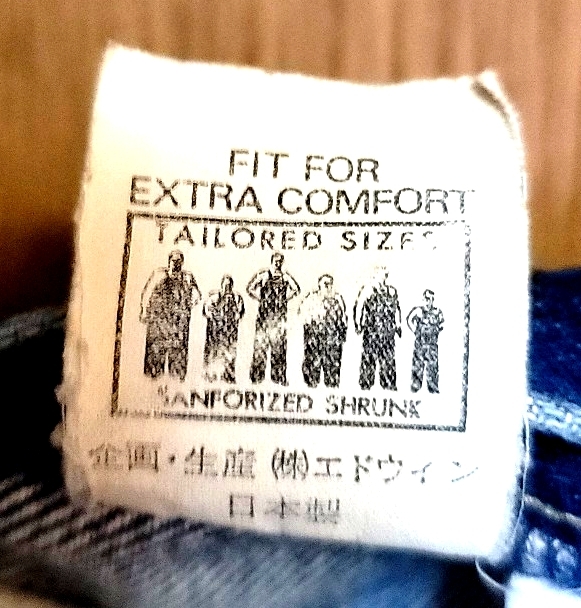 FIT FOR
EXTRA COMFORT
TAILORED SIZES
SANFORIZED SHRUNK
企画・生産 ㈱エドウィン
日本製